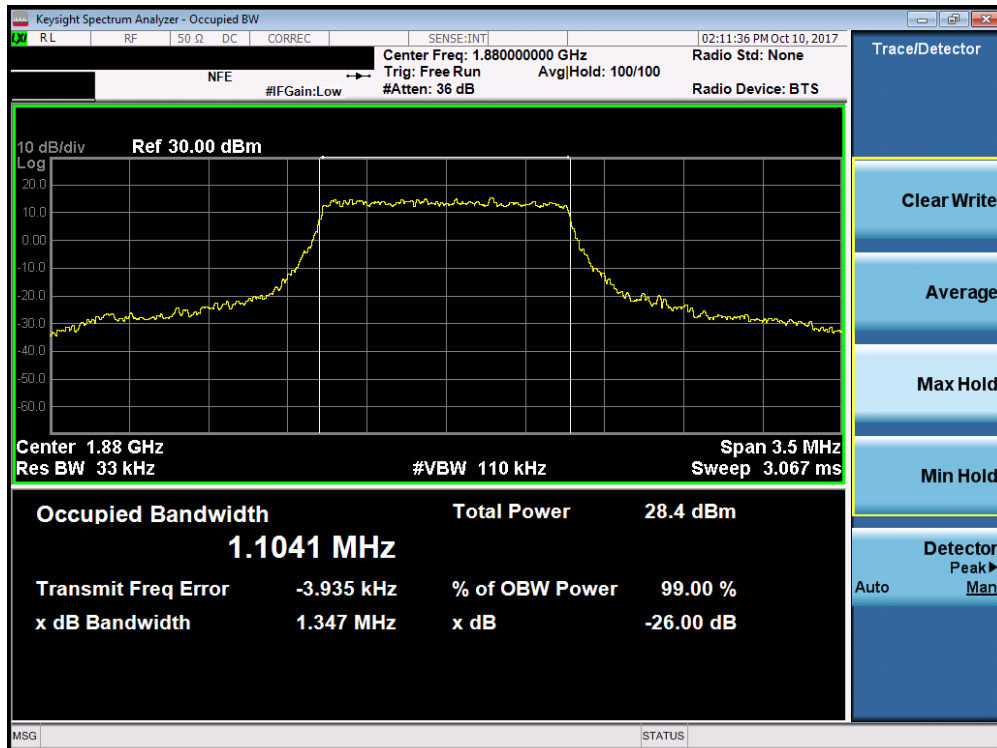 Keysight Spectrum Analyzer - Occupied BW
LXI RL RF 50 Ω DC CORREC SENSE:INT 02:11:36 PM Oct 10, 2017
Center Freq: 1.880000000 GHz Radio Std: None
NFE Trig: Free Run Avg|Hold: 100/100
#IFGain:Low #Atten: 36 dB Radio Device: BTS
Trace/Detector
10 dB/div Ref 30.00 dBm
Log
20.0
10.0
0.00
-10.0
-20.0
-30.0
-40.0
-50.0
-60.0
Center 1.88 GHz Span 3.5 MHz
Res BW 33 kHz #VBW 110 kHz Sweep 3.067 ms
Occupied Bandwidth Total Power 28.4 dBm
1.1041 MHz
Transmit Freq Error -3.935 kHz % of OBW Power 99.00 %
x dB Bandwidth 1.347 MHz x dB -26.00 dB
Clear Write
Average
Max Hold
Min Hold
Detector
Peak▶
Auto Man
MSG STATUS